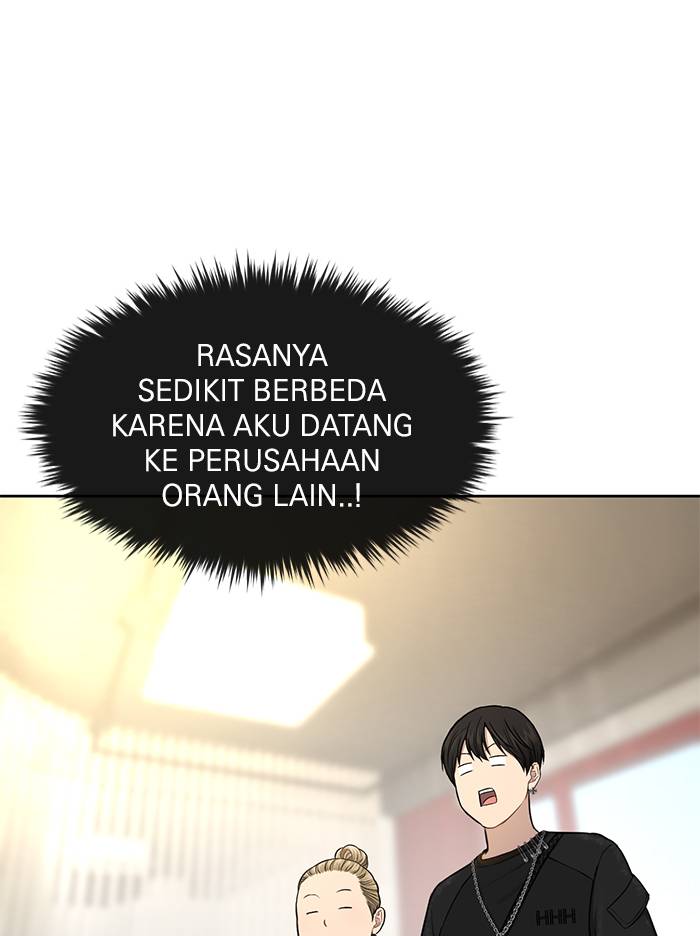 RASANYA
SEDIKIT BERBEDA
KARENA AKU DATANG
KE PERUSAHAAN
ORANG LAIN..!
HHH